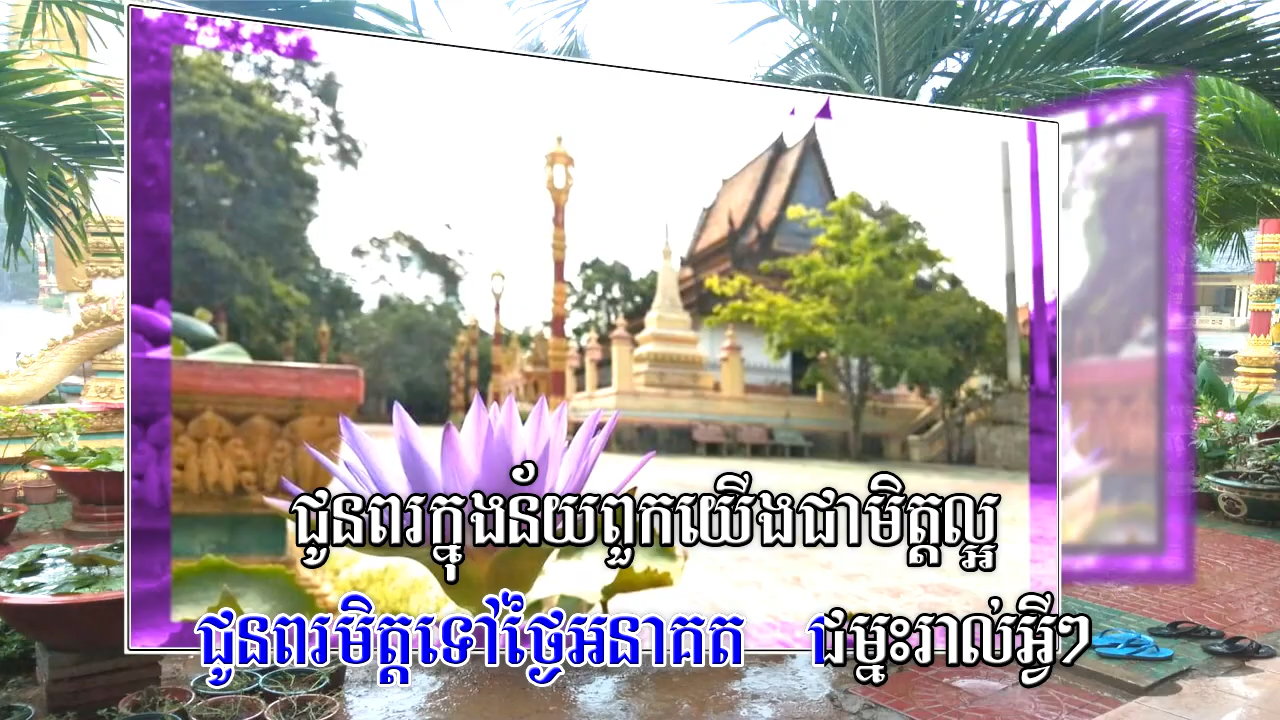 ជូនពរក្នុងន័យពួកយើងជាមិត្តល្អ
ជូនពរមិត្តទៅថ្ងៃអនាគត ជម្នះរាល់អ្វីៗ